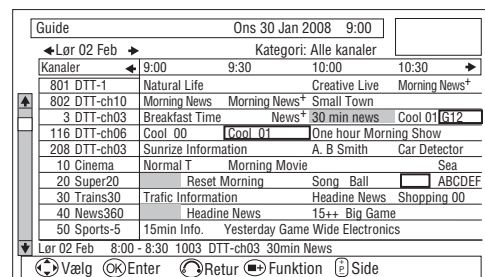 Guide Ons 30 Jan 2008 9:00
Lør 02 Feb Kategori: Alle kanaler
Kanaler 9:00 9:30 10:00 10:30
801 DTT-1 Natural Life Creative Live Morning News+
802 DTT-ch10 Morning News Morning News+ Small Town
3 DTT-ch03 Breakfast Time News+ 30 min news Cool 01 G12
116 DTT-ch06 Cool 00 Cool 01 One hour Morning Show
208 DTT-ch03 Sunrize Information A. B Smith Car Detector
10 Cinema Normal T Morning Movie Sea
20 Super20 Reset Morning Song Ball ABCDEF
30 Trains30 Trafic Information Headine News Shopping 00
40 News360 Headine News 15++ Big Game
50 Sports-5 15min Info. Yesterday Game Wide Electronics
Lør 02 Feb 8:00 - 8:30 1003 DTT-ch03 30min News
Vælg OK Enter Retur Funktion P Side